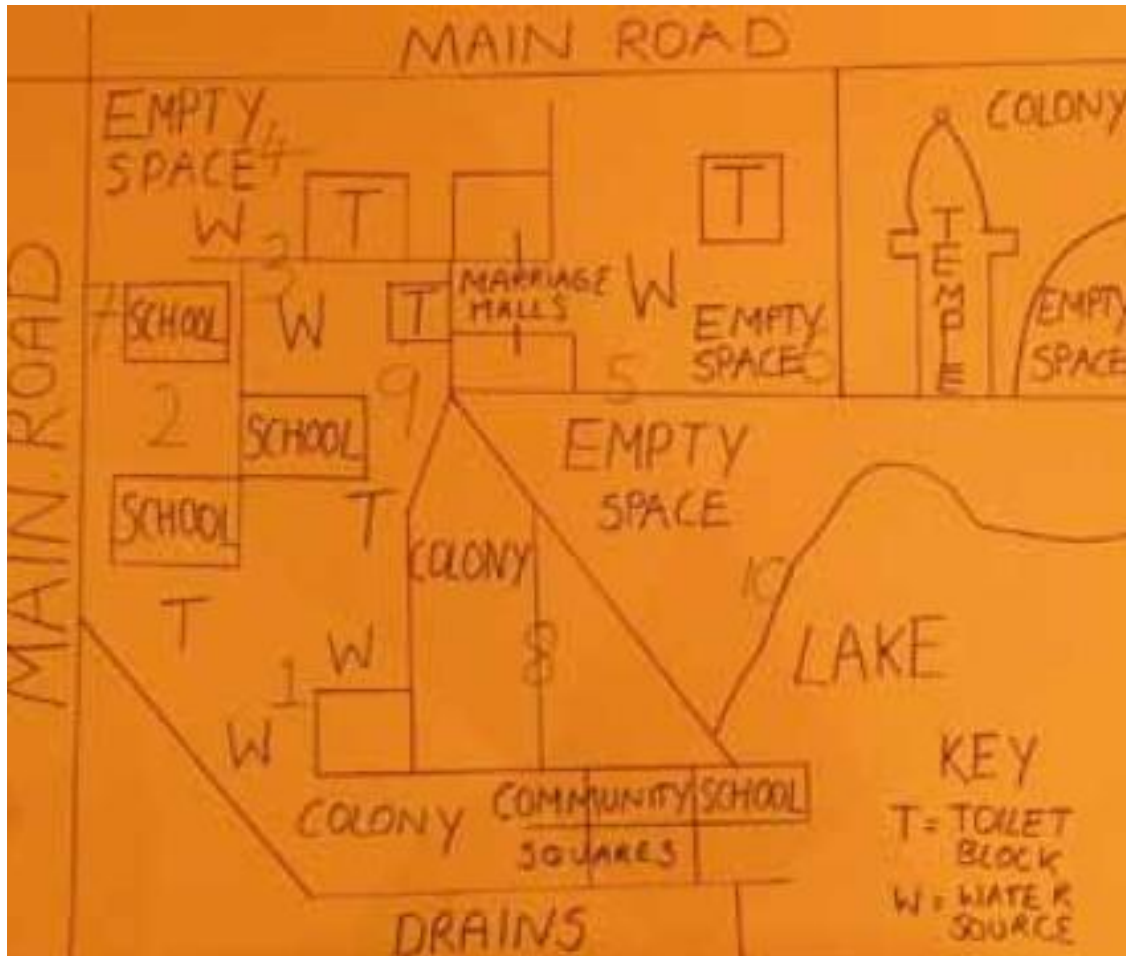 MAIN ROAD
EMPTY
SPACE
4
T
T
COLONY
W
3
MAIN ROAD
TEMPLE
SCHOOL
W
T
MARRIAGE
HALLS
W
EMPTY
SPACE
EMPTY
SPACE
2
9
5
SCHOOL
EMPTY
SPACE
SCHOOL
T
COLONY
10
T
8
W
LAKE
1
W
KEY
COLONY
COMMUNITY
SCHOOL
SQUARES
T = TOILET
BLOCK
W = WATER
SOURCE
DRAINS